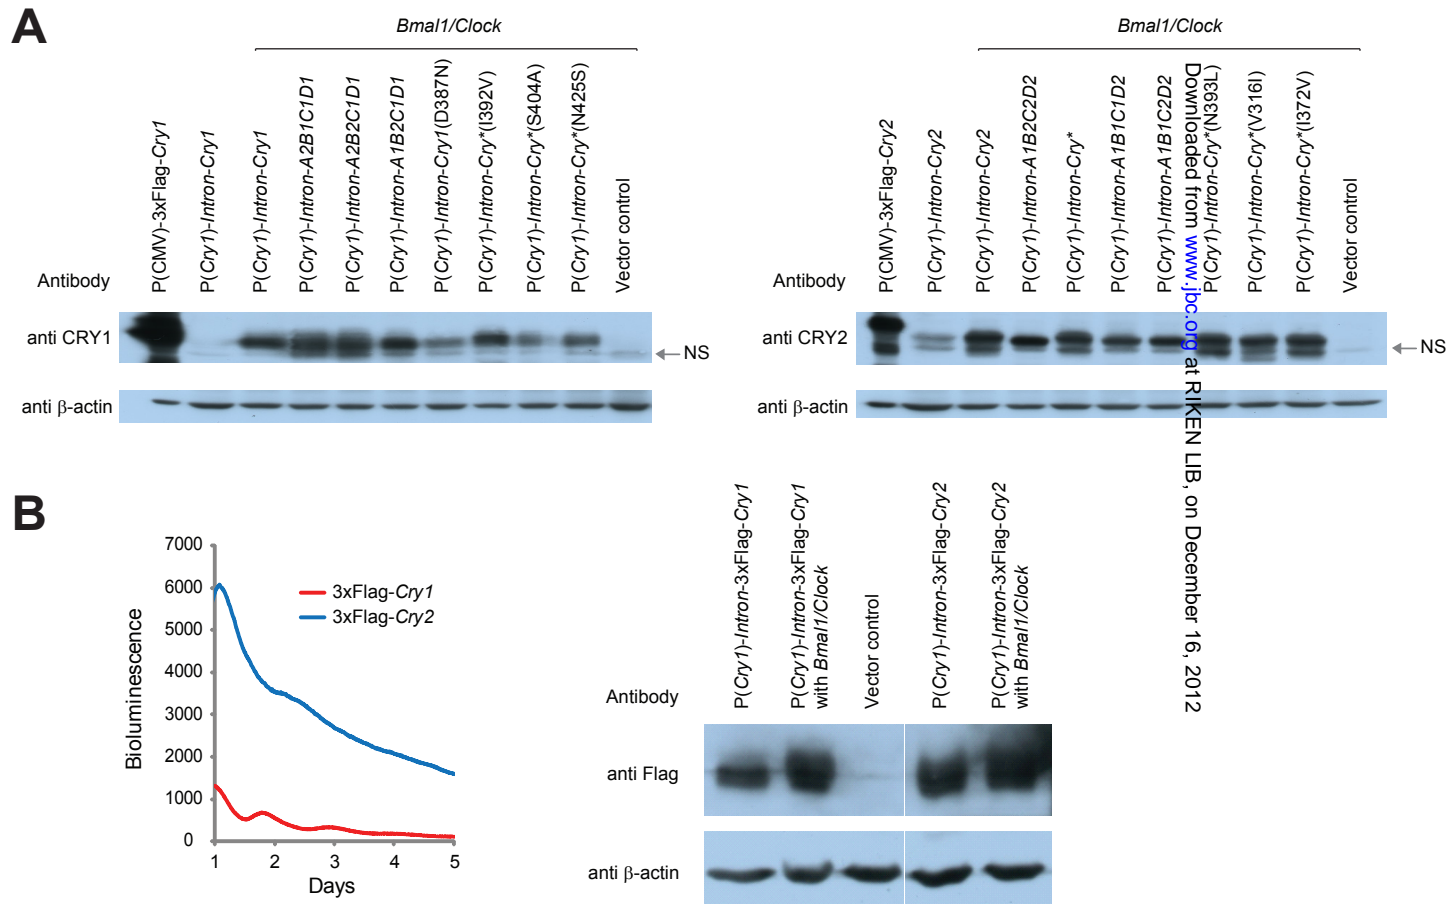 A
Bmal1/Clock
P(CMV)-3xFlag-Cry1
P(Cry1)-Intron-Cry1
P(Cry1)-Intron-Cry1
P(Cry1)-Intron-A2B1C1D1
P(Cry1)-Intron-A2B2C1D1
P(Cry1)-Intron-A1B2C1D1
P(Cry1)-Intron-Cry1(D387N)
P(Cry1)-Intron-Cry*(I392V)
P(Cry1)-Intron-Cry*(S404A)
P(Cry1)-Intron-Cry*(N425S)
Vector control
Antibody
anti CRY1
NS
anti β-actin
Bmal1/Clock
P(CMV)-3xFlag-Cry2
P(Cry1)-Intron-Cry2
P(Cry1)-Intron-Cry2
P(Cry1)-Intron-A1B2C2D2
P(Cry1)-Intron-Cry*
P(Cry1)-Intron-A1B1C1D2
P(Cry1)-Intron-A1B1C2D2
P(Cry1)-Intron-Cry*(N393L)
P(Cry1)-Intron-Cry*(V316I)
P(Cry1)-Intron-Cry*(I372V)
Vector control
Antibody
anti CRY2
NS
anti β-actin
Downloaded from www.jbc.org at RIKEN LIB, on December 16, 2012
B
7000
6000
5000
4000
3000
2000
1000
0
Bioluminescence
3xFlag-Cry1
3xFlag-Cry2
1 2 3 4 5
Days
P(Cry1)-Intron-3xFlag-Cry1
P(Cry1)-Intron-3xFlag-Cry1
with Bmal1/Clock
Vector control
P(Cry1)-Intron-3xFlag-Cry2
P(Cry1)-Intron-3xFlag-Cry2
with Bmal1/Clock
Antibody
anti Flag
anti β-actin